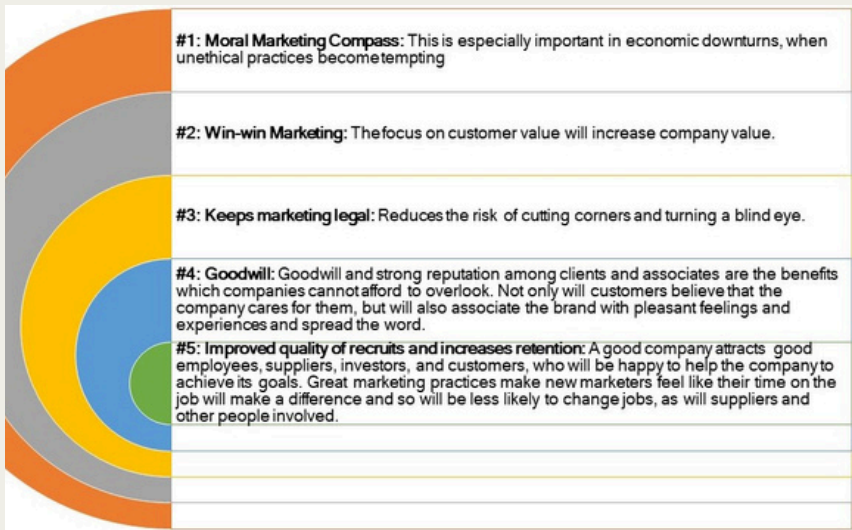 #1: Moral Marketing Compass: This is especially important in economic downturns, when
unethical practices become tempting
#2: Win-win Marketing: The focus on customer value will increase company value.
#3: Keeps marketing legal: Reduces the risk of cutting corners and turning a blind eye.
#4: Goodwill: Goodwill and strong reputation among clients and associates are the benefits
which companies cannot afford to overlook. Not only will customers believe that the
company cares for them, but will also associate the brand with pleasant feelings and
experiences and spread the word.
#5: Improved quality of recruits and increases retention: A good company attracts good
employees, suppliers, investors, and customers, who will be happy to help the company to
achieve its goals. Great marketing practices make new marketers feel like their time on the
job will make a difference and so will be less likely to change jobs, as will suppliers and
other people involved.